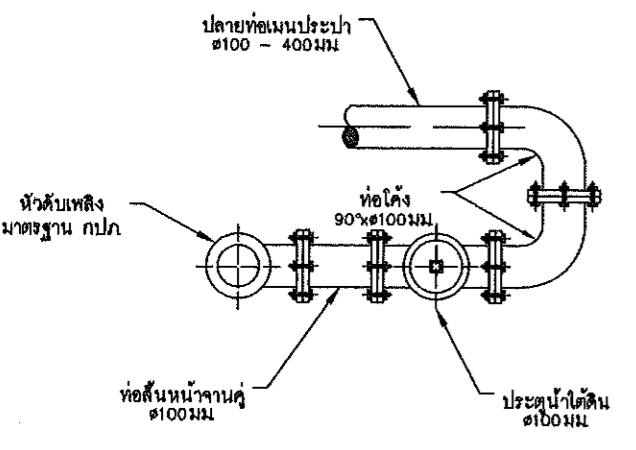 ปลายท่อเมนประปา
ø100 - 400มม
หัวดับเพลิง
มาตรฐาน กปภ
ท่อโค้ง
90°xø100มม
ท่อสั้นหน้าจานคู่
ø100มม
ประตูน้ำใต้ดิน
ø100มม